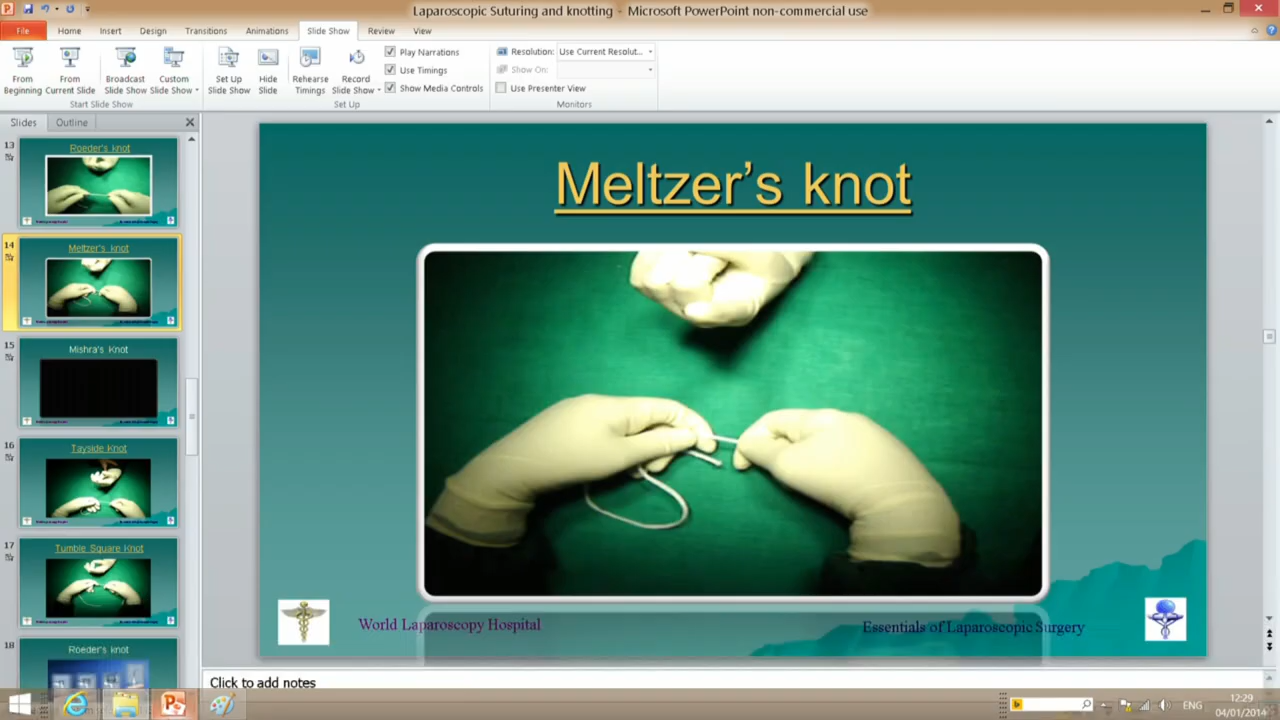 Laparoscopic Suturing and knotting - Microsoft PowerPoint non-commercial use
File Home Insert Design Transitions Animations Slide Show Review View
From Beginning
From Current Slide
Broadcast Slide Show
Custom Slide Show
Start Slide Show
Set Up Slide Show
Hide Slide
Rehearse Timings
Record Slide Show
Play Narrations
Use Timings
Show Media Controls
Set Up
Resolution: Use Current Resolut...
Show On:
Use Presenter View
Monitors
Slides Outline
13
Roeder's knot
14
Meltzer's knot
15
Mishra's Knot
16
Tayside Knot
17
Tumble Square Knot
18
Roeder's knot
Meltzer's knot
World Laparoscopy Hospital
Essentials of Laparoscopic Surgery
Click to add notes
ENG
12:29
04/01/2014